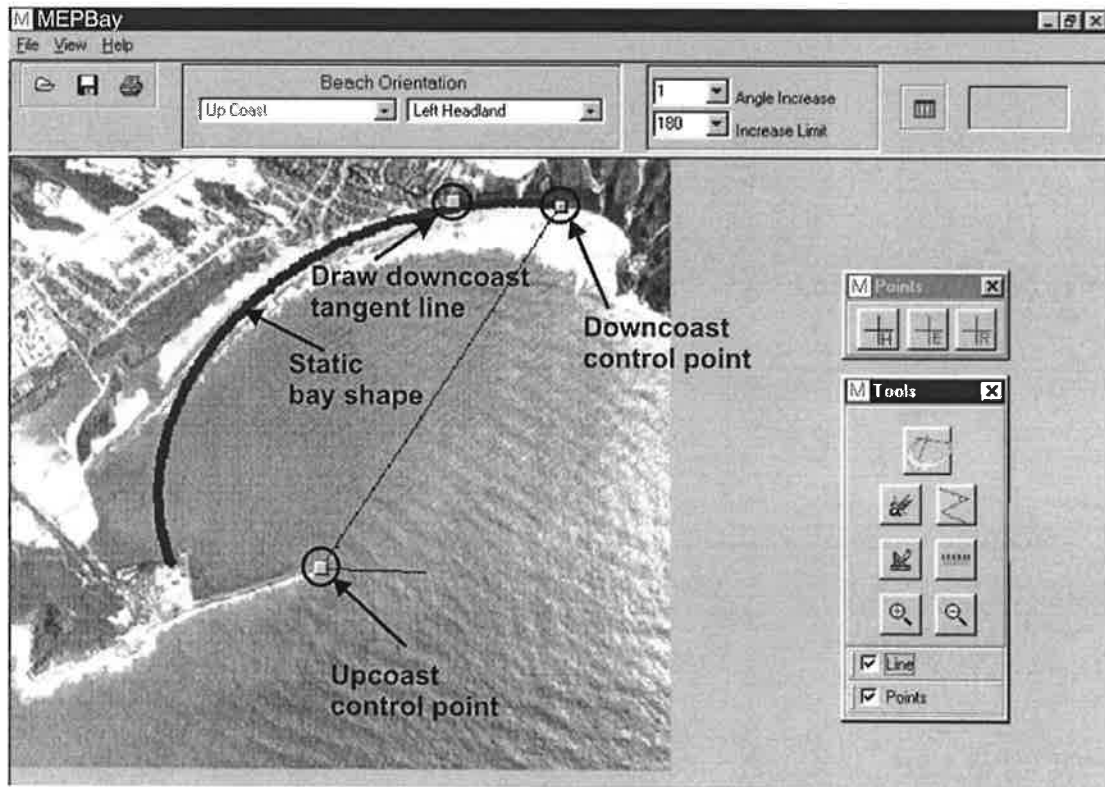 MEPBay
File View Help
Beach Orientation
Up Coast Left Headland
1 Angle Increase
180 Increase Limit
Draw downcoast
tangent line
Static
bay shape
Downcoast
control point
Upcoast
control point
M Points
H E R
M Tools
Line
Points